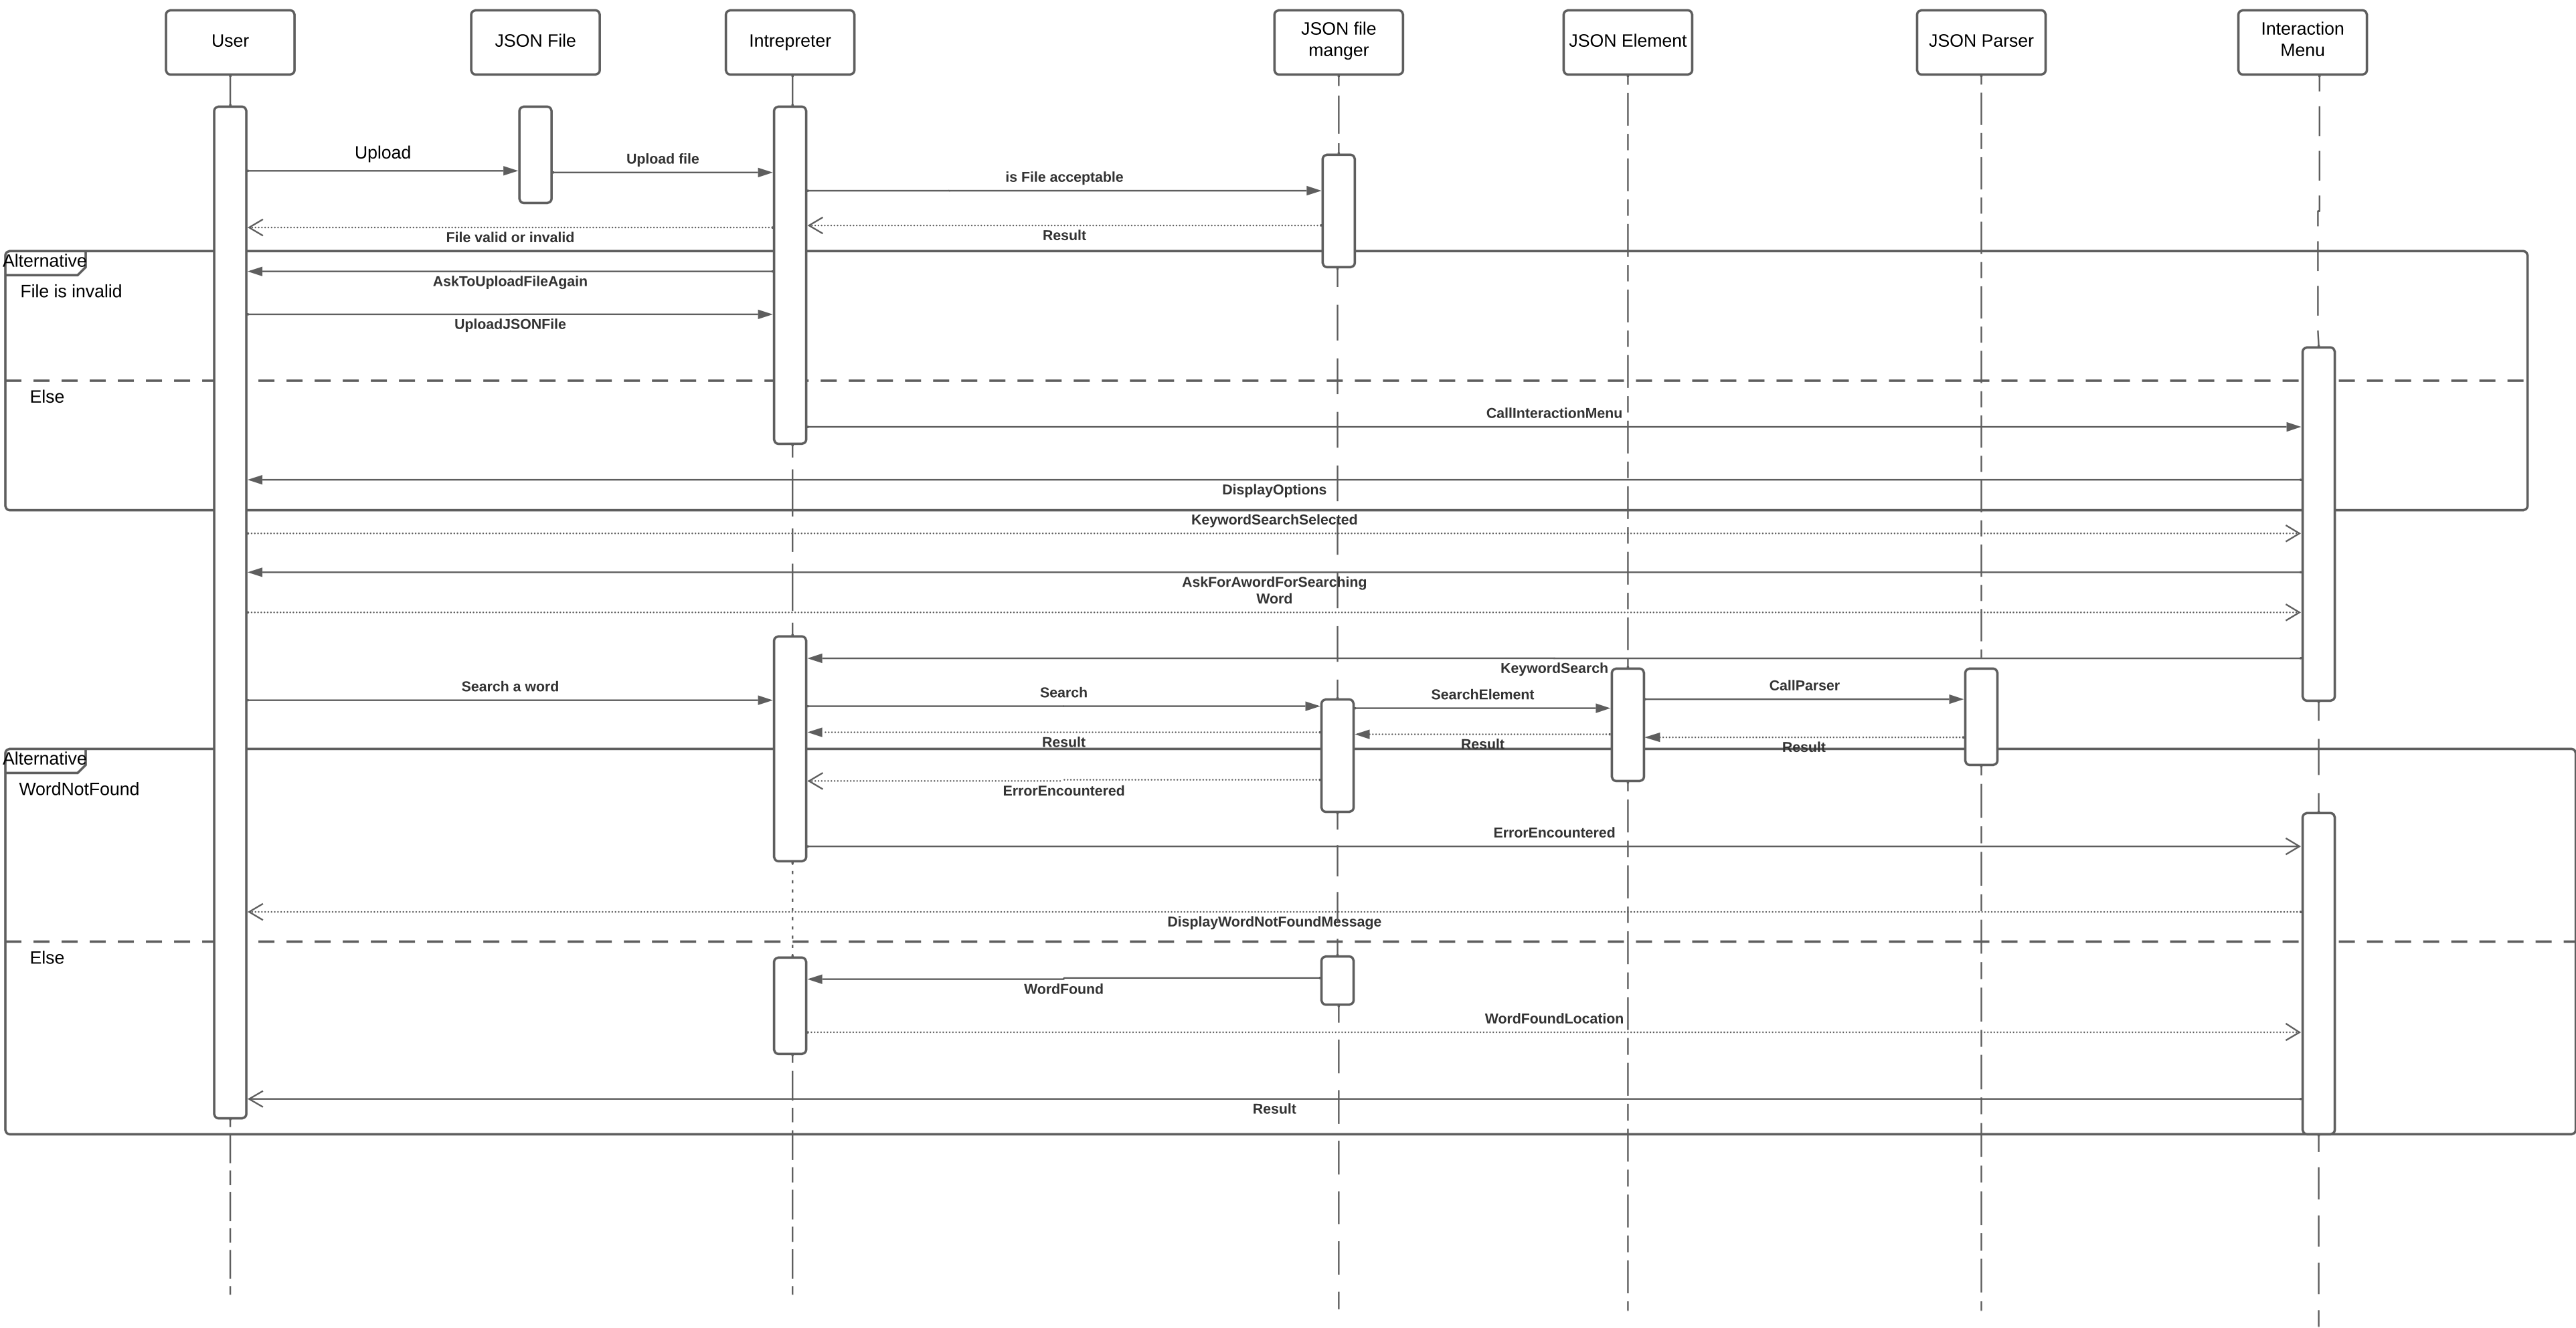 User
JSON File
Intrepreter
JSON file
manger
JSON Element
JSON Parser
Interaction
Menu
Upload
Upload file
is File acceptable
File valid or invalid
Result
Alternative
AskToUploadFileAgain
File is invalid
UploadJSONFile
Else
CallInteractionMenu
DisplayOptions
KeywordSearchSelected
AskForAwordForSearching
Word
KeywordSearch
Search a word
Search
SearchElement
CallParser
Result
Result
Result
Alternative
WordNotFound
ErrorEncountered
ErrorEncountered
DisplayWordNotFoundMessage
Else
WordFound
WordFoundLocation
Result